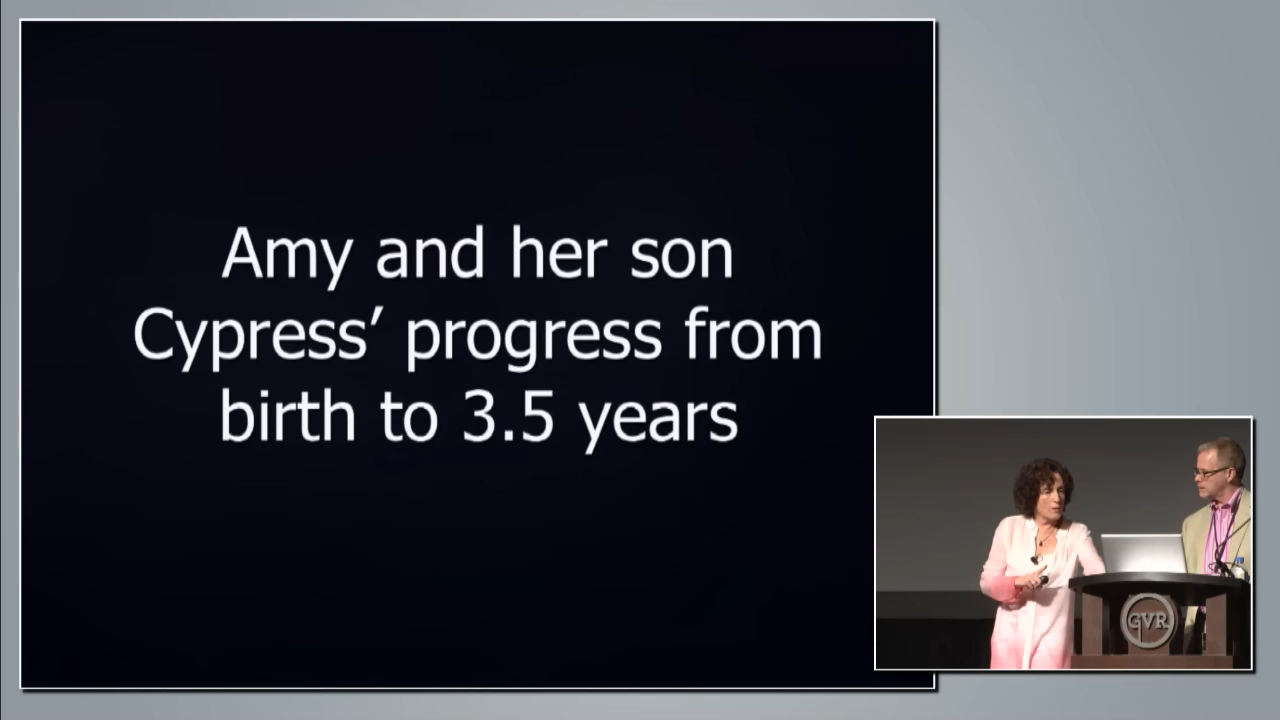 Amy and her son
Cypress’ progress from
birth to 3.5 years
GVR